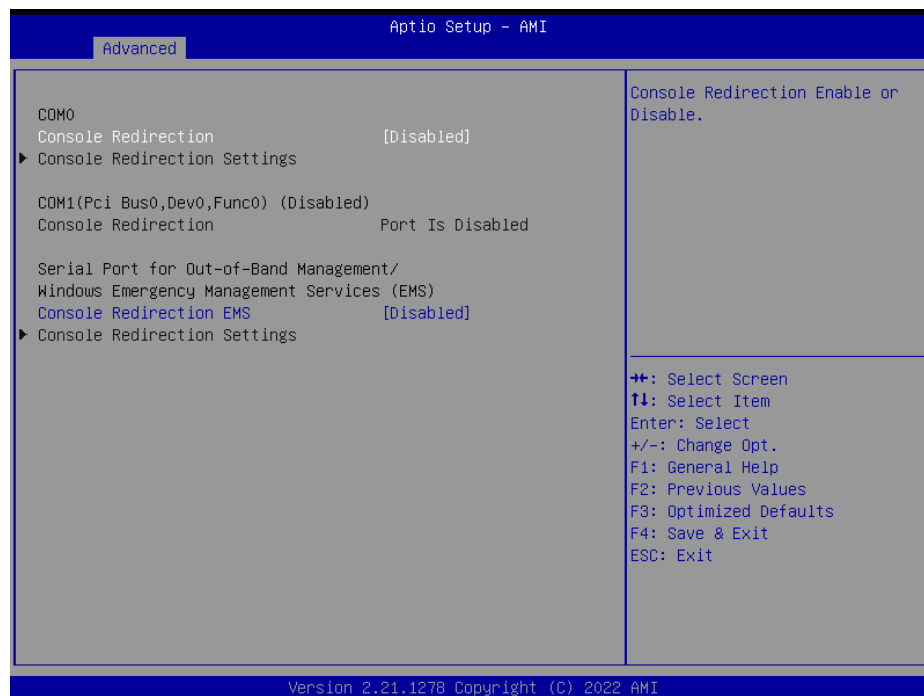 Aptio Setup – AMI
Advanced
COM0
Console Redirection [Disabled]
Console Redirection Settings
COM1(Pci Bus0,Dev0,Func0) (Disabled)
Console Redirection Port Is Disabled
Serial Port for Out-of-Band Management/
Windows Emergency Management Services (EMS)
Console Redirection EMS [Disabled]
Console Redirection Settings
Console Redirection Enable or
Disable.
→←: Select Screen
↑↓: Select Item
Enter: Select
+/-: Change Opt.
F1: General Help
F2: Previous Values
F3: Optimized Defaults
F4: Save & Exit
ESC: Exit
Version 2.21.1278 Copyright (C) 2022 AMI